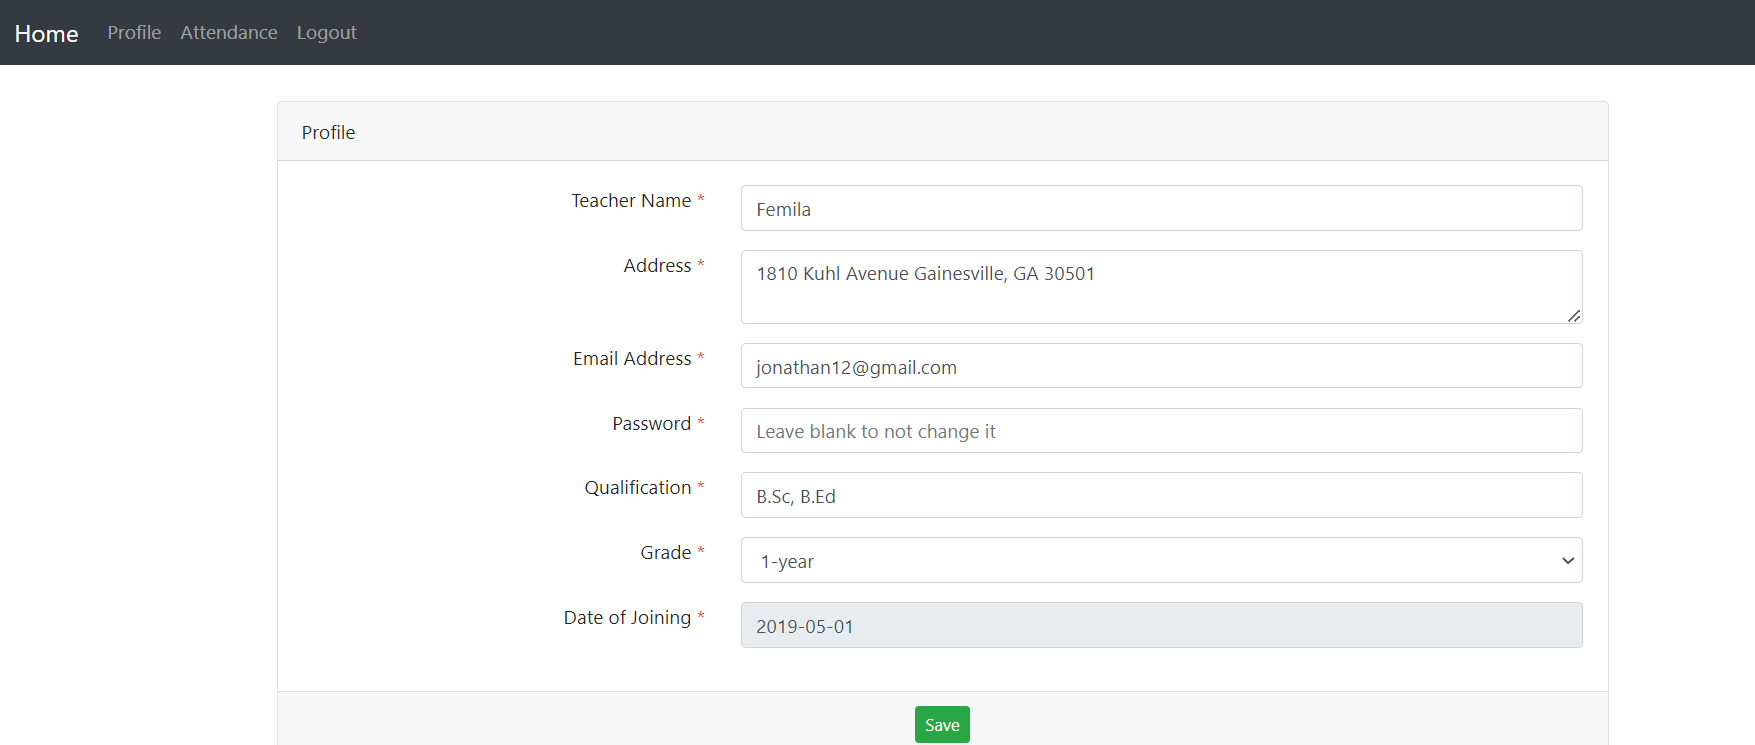 Home Profile Attendance Logout
Profile
Teacher Name * Femila
Address * 1810 Kuhl Avenue Gainesville, GA 30501
Email Address * jonathan12@gmail.com
Password * Leave blank to not change it
Qualification * B.Sc, B.Ed
Grade * 1-year
Date of Joining * 2019-05-01
Save